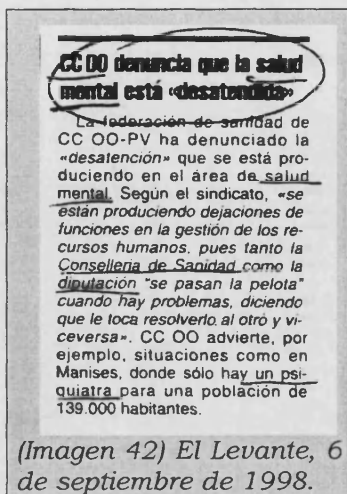 CC OO denuncia que la salud
mental está «desatendida»
La federación de sanidad de
CC OO-PV ha denunciado la
«desatención» que se está pro-
duciendo en el área de salud
mental. Según el sindicato, «se
están produciendo dejaciones de
funciones en la gestión de los re-
cursos humanos, pues tanto la
Conselleria de Sanidad como la
diputación "se pasan la pelota"
cuando hay problemas, diciendo
que le toca resolverlo al otro y vi-
ceversa». CC OO advierte, por
ejemplo, situaciones como en
Manises, donde sólo hay un psi-
quiatra para una población de
139.000 habitantes.
(Imagen 42) El Levante, 6
de septiembre de 1998.